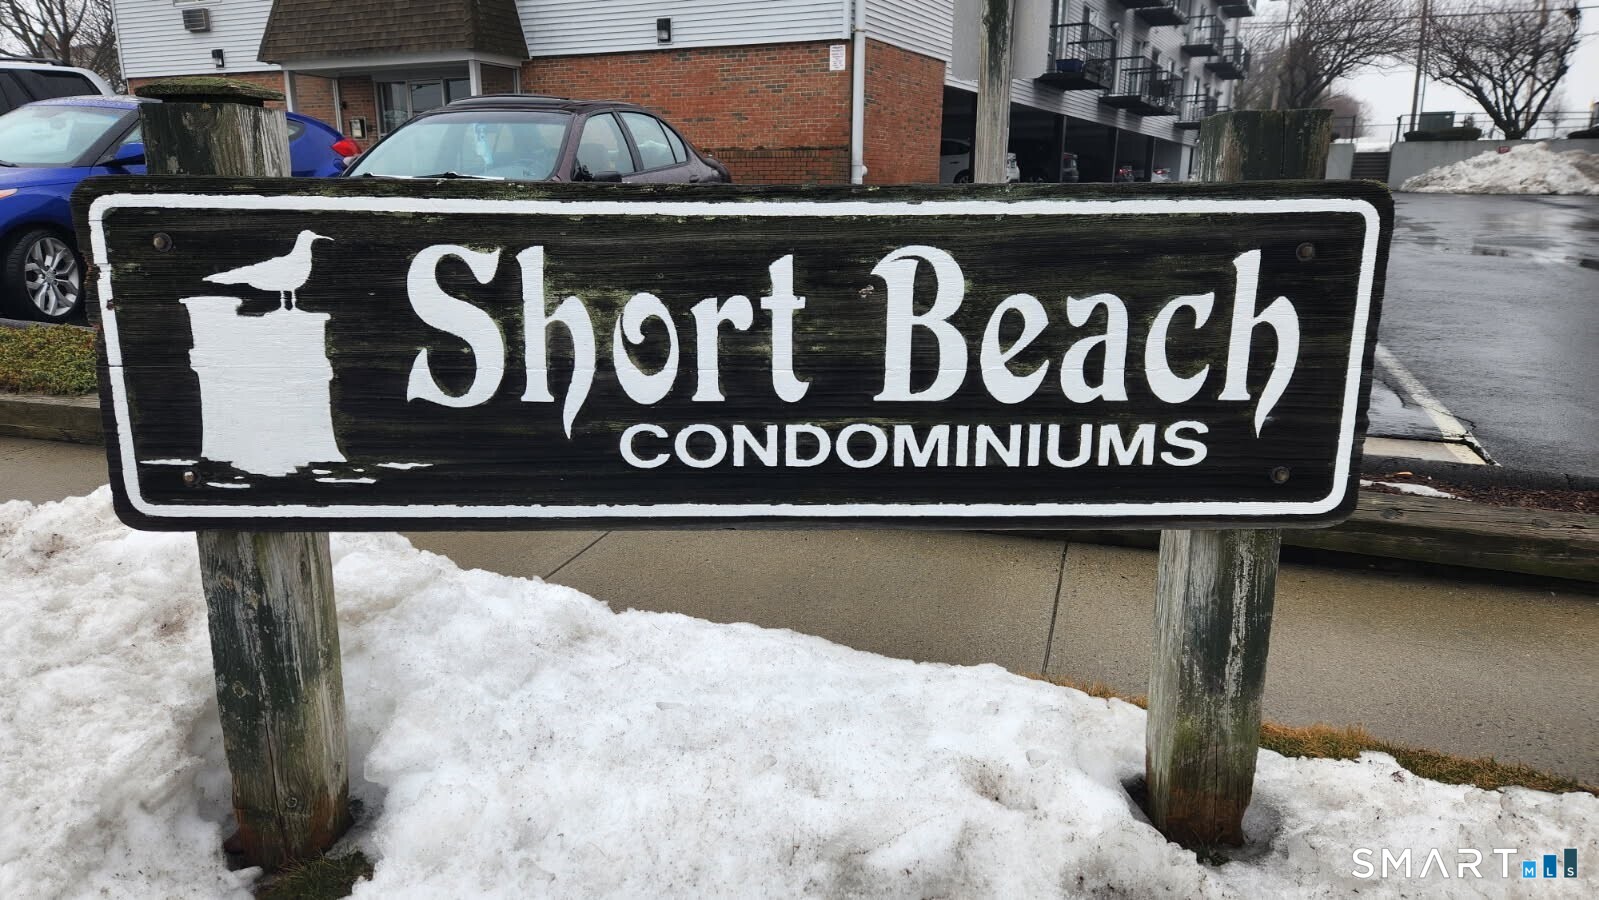 Short Beach
CONDOMINIUMS
SMART MLS